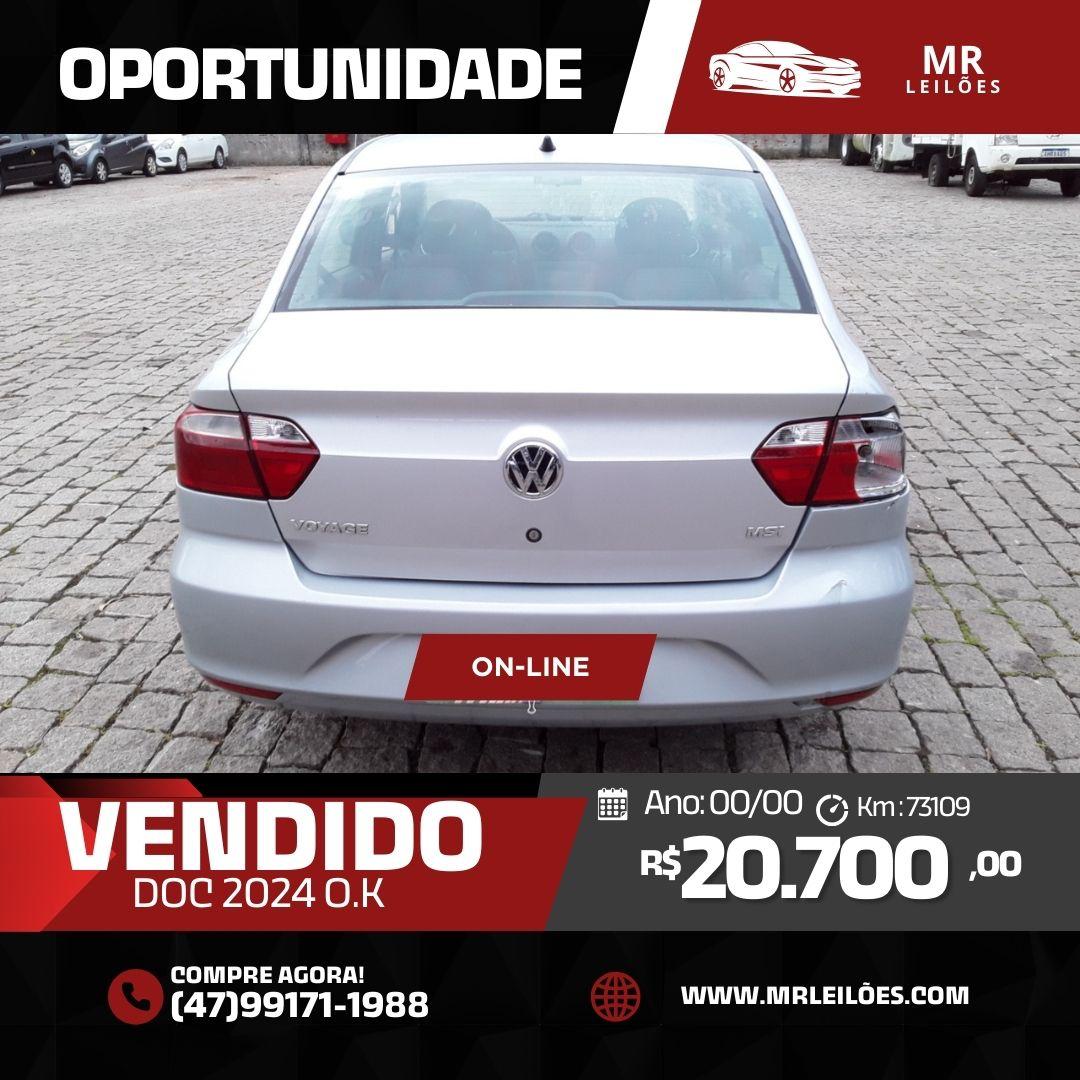 OPORTUNIDADE
MR
LEILÕES
VOYAGE
MSI
ON-LINE
VENDIDO
DOC 2024 O.K
Ano: 00/00
Km: 73109
R$20.700,00
COMPRE AGORA!
(47)99171-1988
WWW.MRLEILÕES.COM